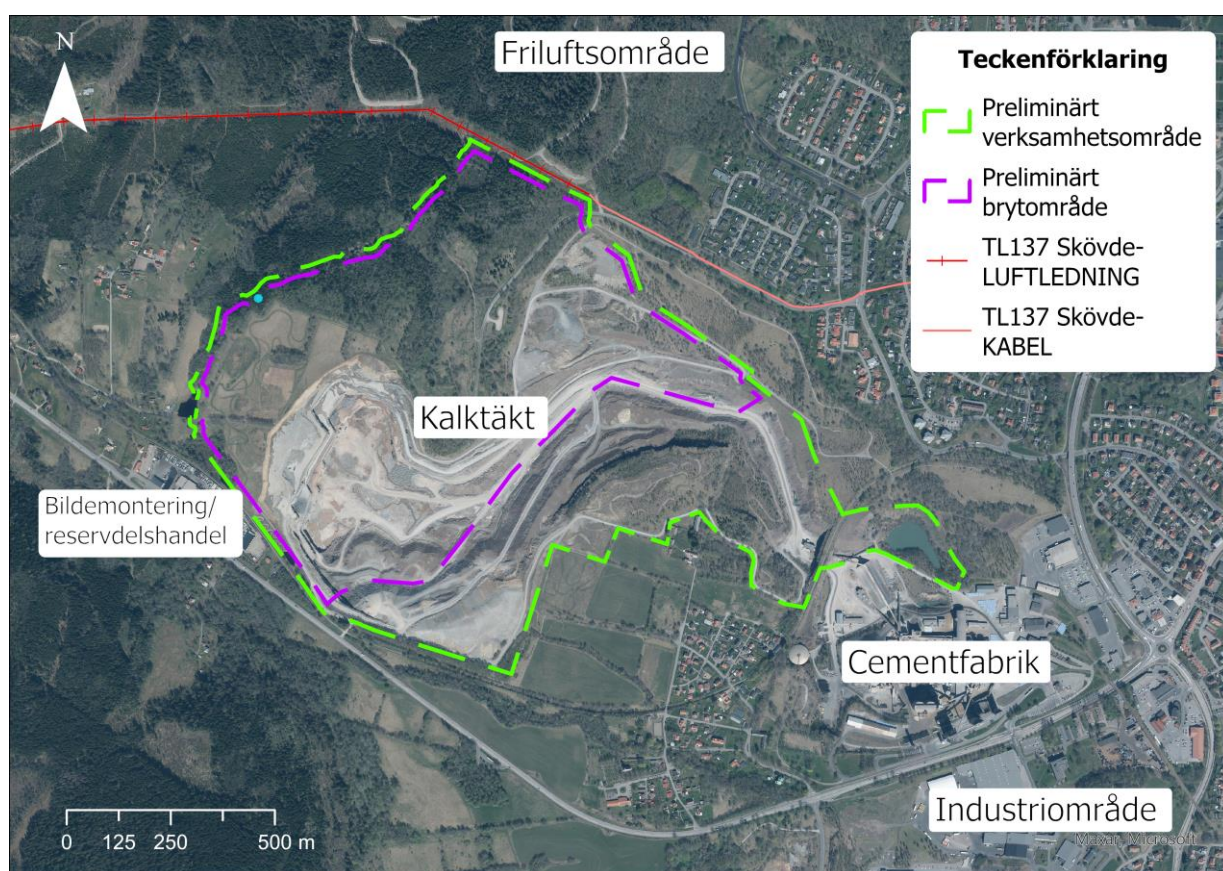 N
Friluftsområde
Teckenförklaring
Preliminärt
verksamhetsområde
Preliminärt
brytområde
TL137 Skövde-
LUFTLEDNING
TL137 Skövde-
KABEL
Kalktäkt
Bildemontering/
reservdelshandel
Cementfabrik
Industriområde
0 125 250 500 m
Maxar, Microsoft